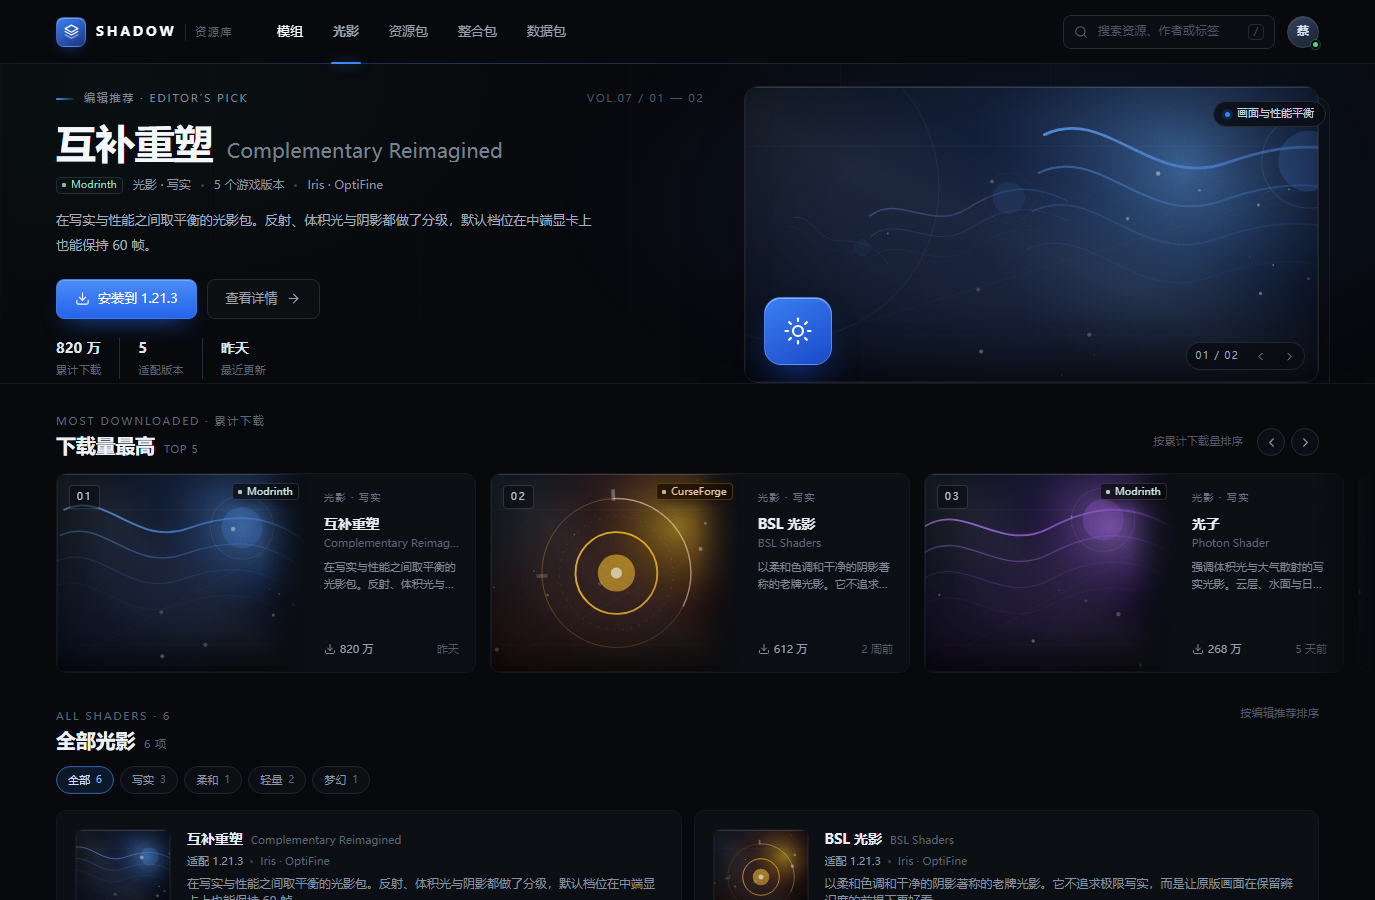 SHADOW 资源库 模组 光影 资源包 整合包 数据包 搜索资源、作者或标签 / 蔡
编辑推荐 · EDITOR'S PICK VOL.07 / 01 — 02
画面与性能平衡
互补重塑 Complementary Reimagined
Modrinth 光影 · 写实 • 5 个游戏版本 • Iris · OptiFine
在写实与性能之间取平衡的光影包。反射、体积光与阴影都做了分级，默认档位在中端显卡上
也能保持 60 帧。
安装到 1.21.3 查看详情
820 万 5 昨天
累计下载 适配版本 最近更新
01 / 02
MOST DOWNLOADED · 累计下载
下载量最高 TOP 5
按累计下载量排序
01 Modrinth
光影 · 写实
互补重塑
Complementary Reimag...
在写实与性能之间取平衡的
光影包。反射、体积光与...
820 万 昨天
02 CurseForge
光影 · 写实
BSL 光影
BSL Shaders
以柔和色调和干净的阴影著
称的老牌光影。它不追求...
612 万 2 周前
03 Modrinth
光影 · 写实
光子
Photon Shader
强调体积光与大气散射的写
实光影。云层、水面与日...
268 万 5 天前
ALL SHADERS · 6
全部光影 6 项
按编辑推荐排序
全部 6 写实 3 柔和 1 轻量 2 梦幻 1
互补重塑 Complementary Reimagined
适配 1.21.3 • Iris · OptiFine
在写实与性能之间取平衡的光影包。反射、体积光与阴影都做了分级，默认档位在中端显
卡上也能保持 60 帧。
BSL 光影 BSL Shaders
适配 1.21.3 • Iris · OptiFine
以柔和色调和干净的阴影著称的老牌光影。它不追求极限写实，而是让原版画面在保留辨
识度的前提下更好看。